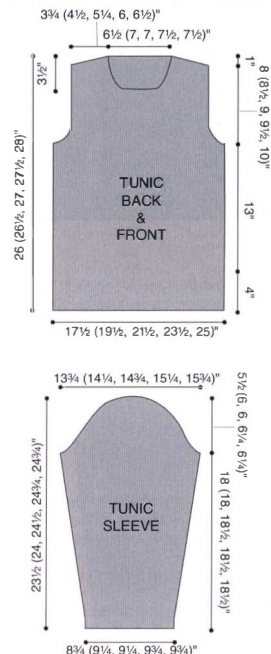 3¾ (4½, 5¼, 6, 6½)"
6½ (7, 7, 7½, 7½)"
3½"
26 (26½, 27, 27½, 28)"
1"
8 (8½, 9, 9½, 10)"
13"
4"
TUNIC
BACK
&
FRONT
17½ (19½, 21½, 23½, 25)"
13¾ (14¼, 14¾, 15¼, 15¾)"
5½ (6, 6, 6¼, 6¼)"
23½ (24, 24½, 24¾, 24¾)"
18 (18, 18½, 18½, 18½)"
TUNIC
SLEEVE
8¾ (9¼, 9¼, 9¾, 9¾)"